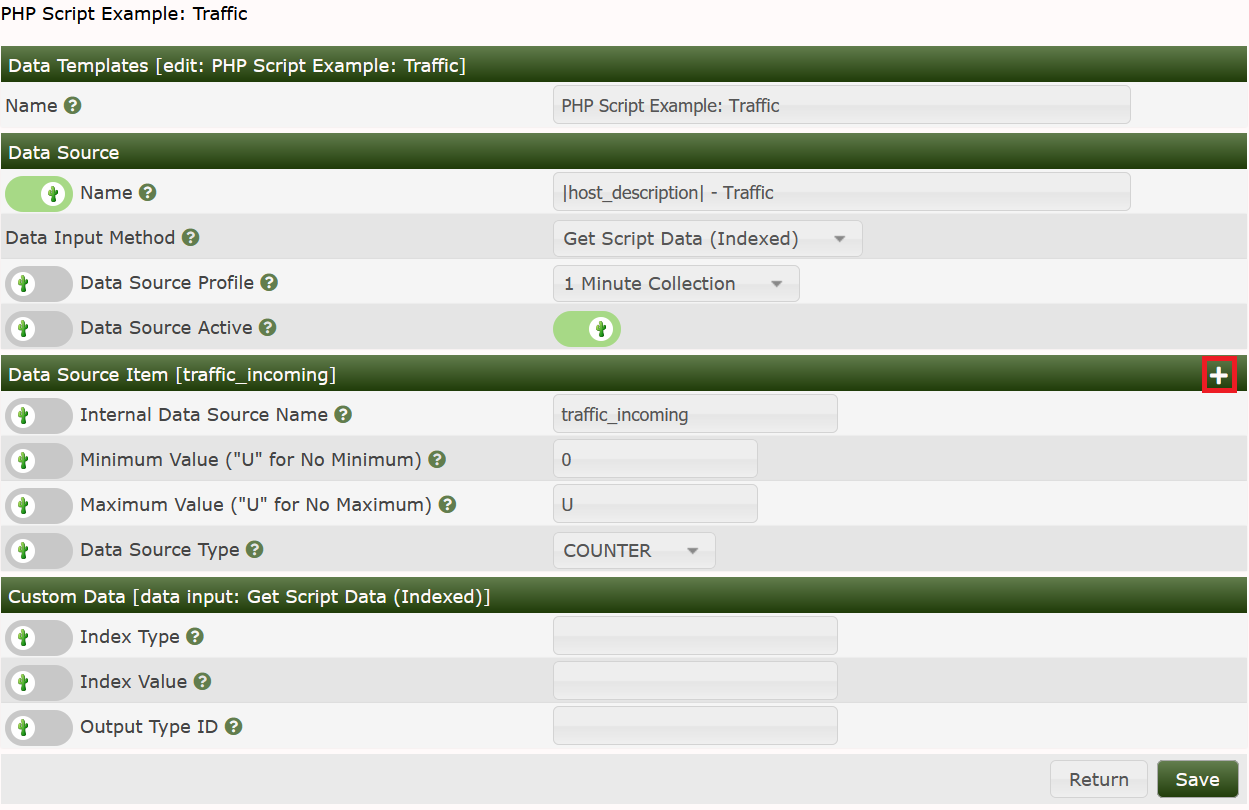 PHP Script Example: Traffic
Data Templates [edit: PHP Script Example: Traffic]
Name ? PHP Script Example: Traffic
Data Source
Name ? |host_description| - Traffic
Data Input Method ? Get Script Data (Indexed)
Data Source Profile ? 1 Minute Collection
Data Source Active ?
Data Source Item [traffic_incoming] +
Internal Data Source Name ? traffic_incoming
Minimum Value ("U" for No Minimum) ? 0
Maximum Value ("U" for No Maximum) ? U
Data Source Type ? COUNTER
Custom Data [data input: Get Script Data (Indexed)]
Index Type ?
Index Value ?
Output Type ID ?
Return Save